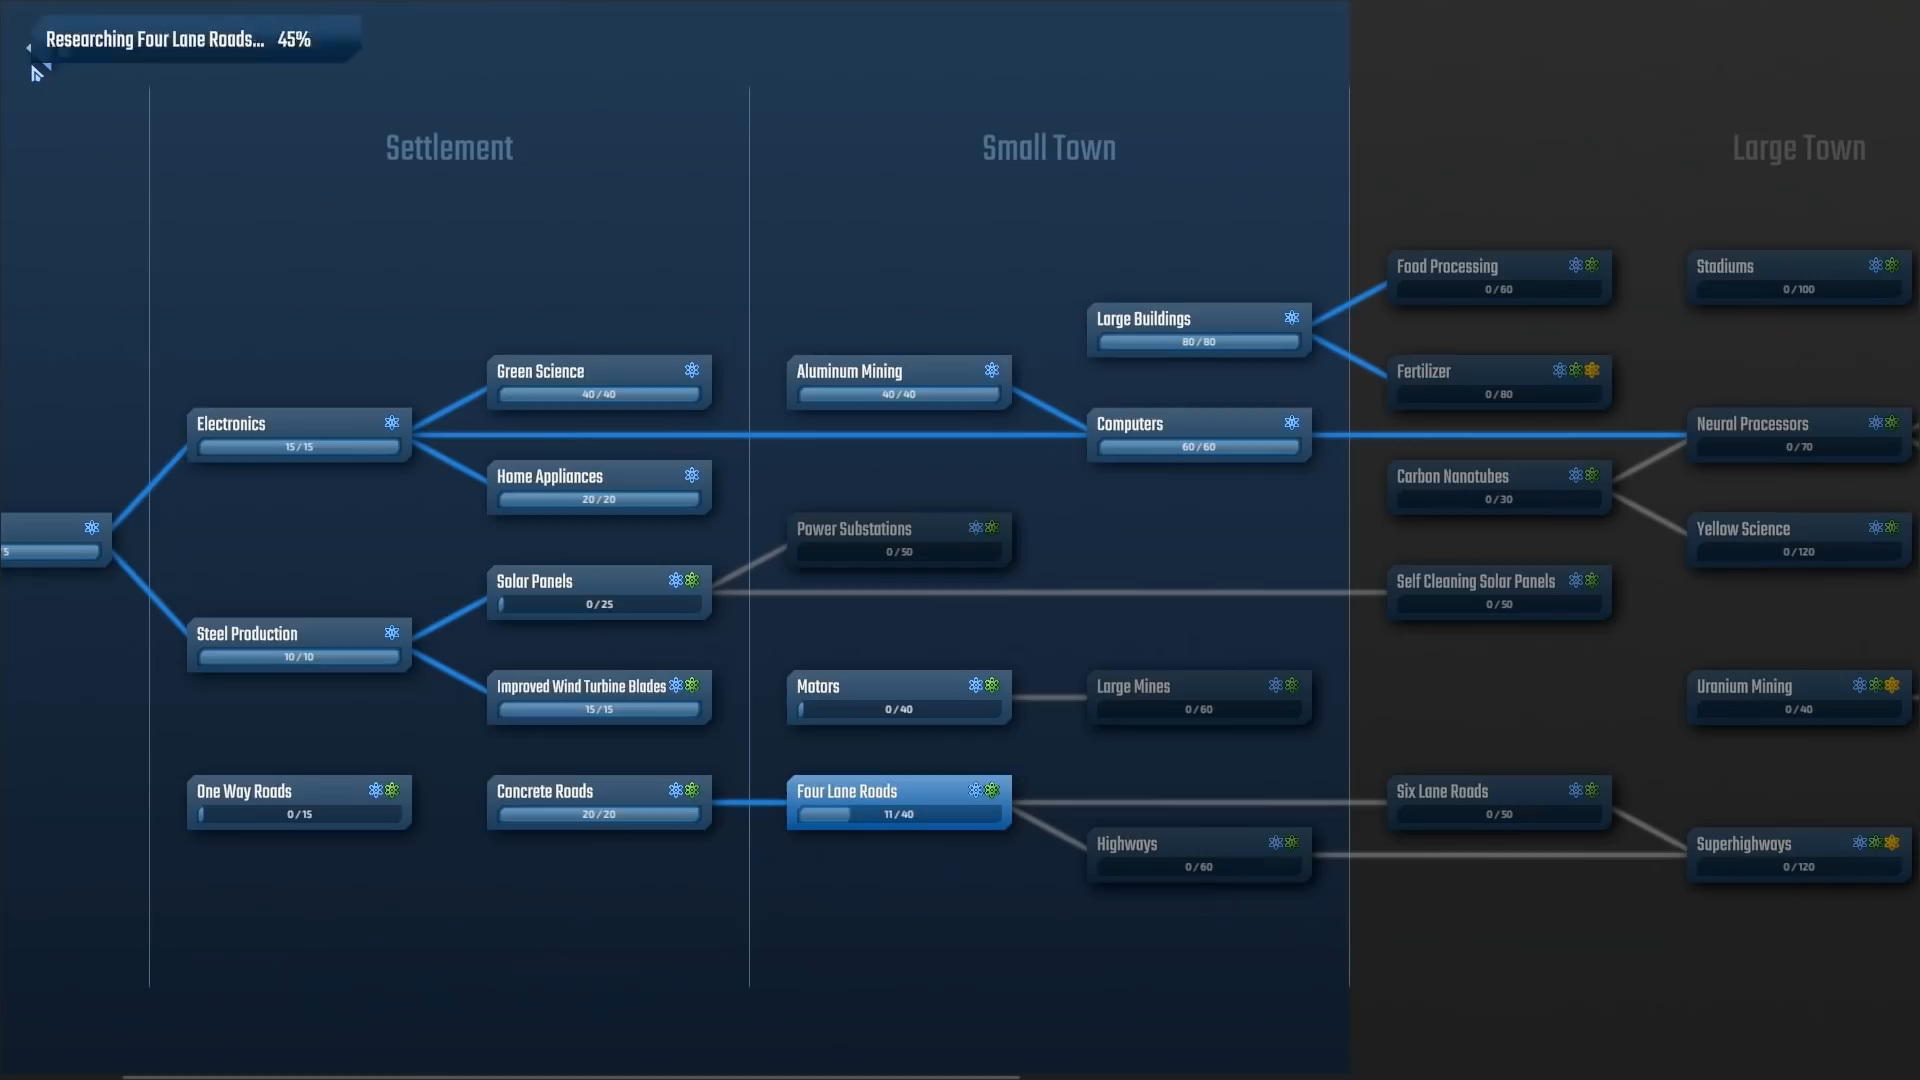 Researching Four Lane Roads... 45%
Settlement
Small Town
Large Town
Food Processing
0/60
Stadiums
0/100
Large Buildings
80/80
Green Science
40/40
Aluminum Mining
40/40
Fertilizer
0/80
Electronics
15/15
Computers
60/60
Neural Processors
0/70
Home Appliances
20/20
Carbon Nanotubes
0/30
5
Power Substations
0/50
Yellow Science
0/120
Solar Panels
0/25
Self Cleaning Solar Panels
0/50
Steel Production
10/10
Improved Wind Turbine Blades
15/15
Motors
0/40
Large Mines
0/60
Uranium Mining
0/40
One Way Roads
0/15
Concrete Roads
20/20
Four Lane Roads
11/40
Six Lane Roads
0/50
Highways
0/60
Superhighways
0/120